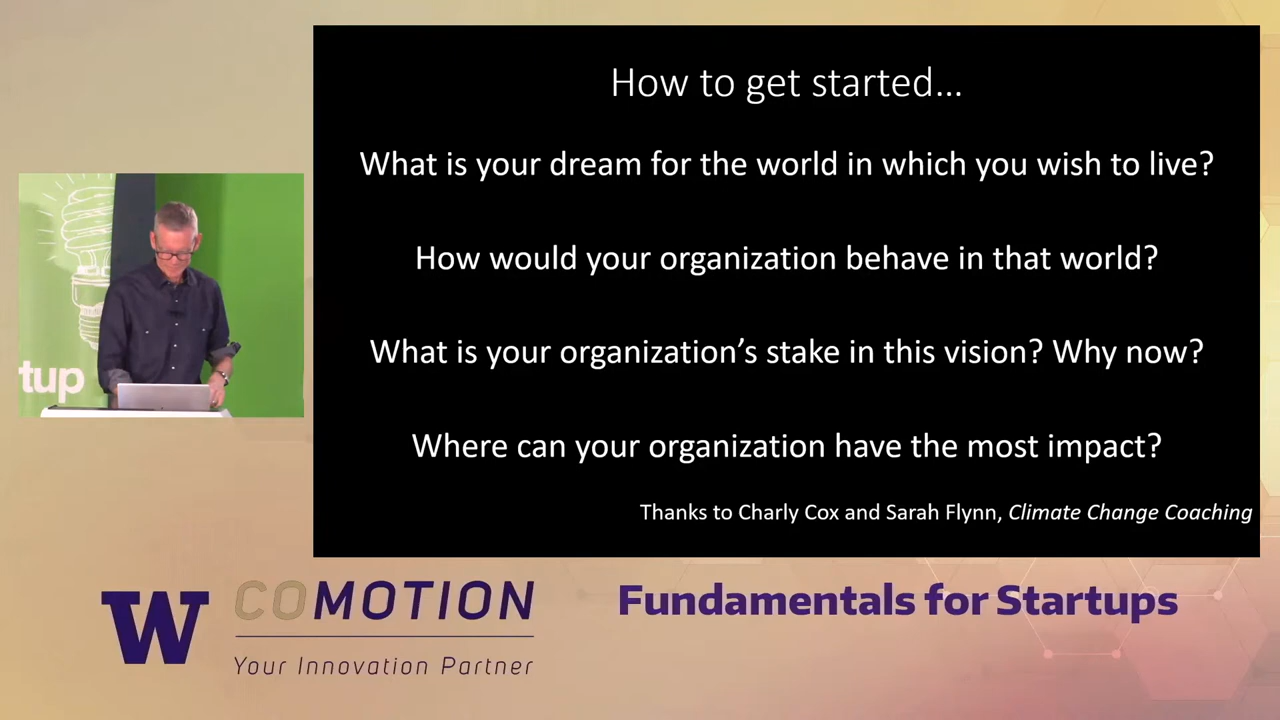 How to get started...
What is your dream for the world in which you wish to live?
How would your organization behave in that world?
What is your organization's stake in this vision? Why now?
Where can your organization have the most impact?
Thanks to Charly Cox and Sarah Flynn, Climate Change Coaching
tup
W
COMOTION
Your Innovation Partner
Fundamentals for Startups